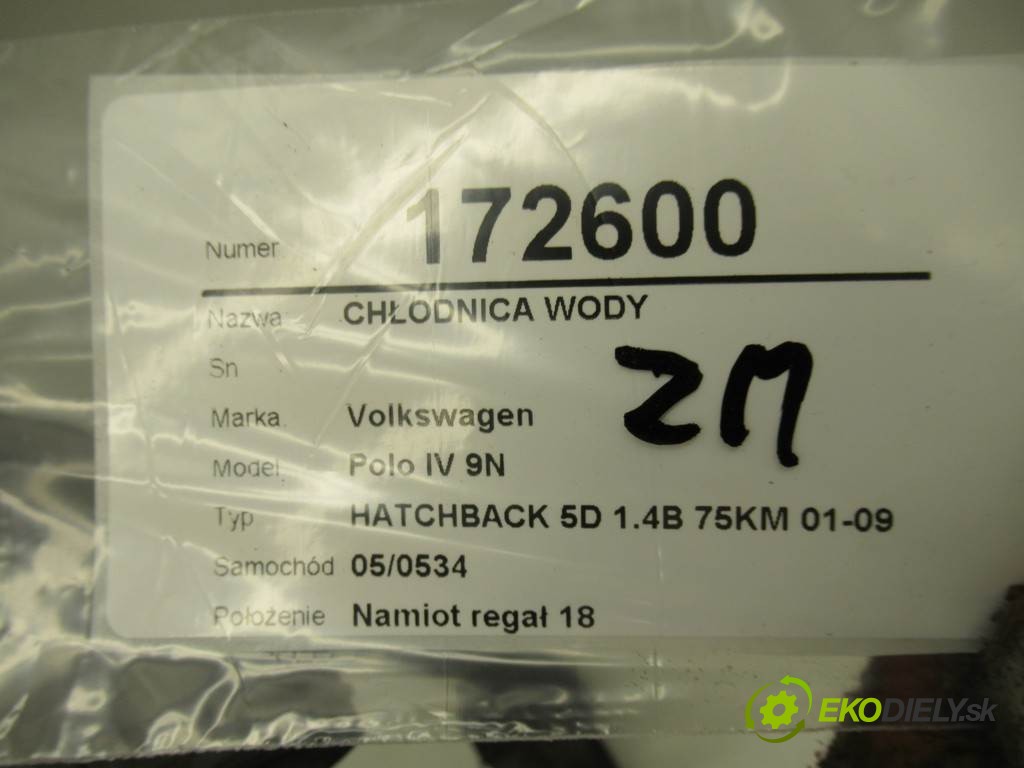 Numer 172600
Nazwa CHŁODNICA WODY
Sn
ZM
Marka Volkswagen
Model Polo IV 9N
Typ HATCHBACK 5D 1.4B 75KM 01-09
Samochód 05/0534
Położenie Namiot regał 18
EKODIELY.sk